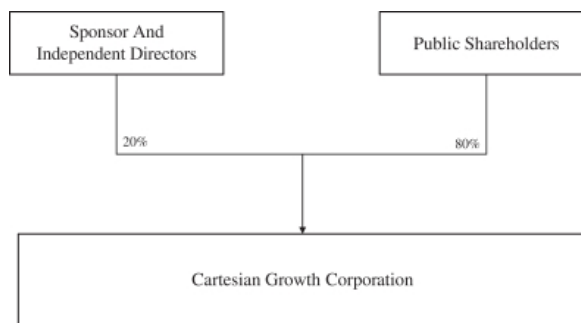 Sponsor And
Independent Directors
Public Shareholders
20%
80%
Cartesian Growth Corporation